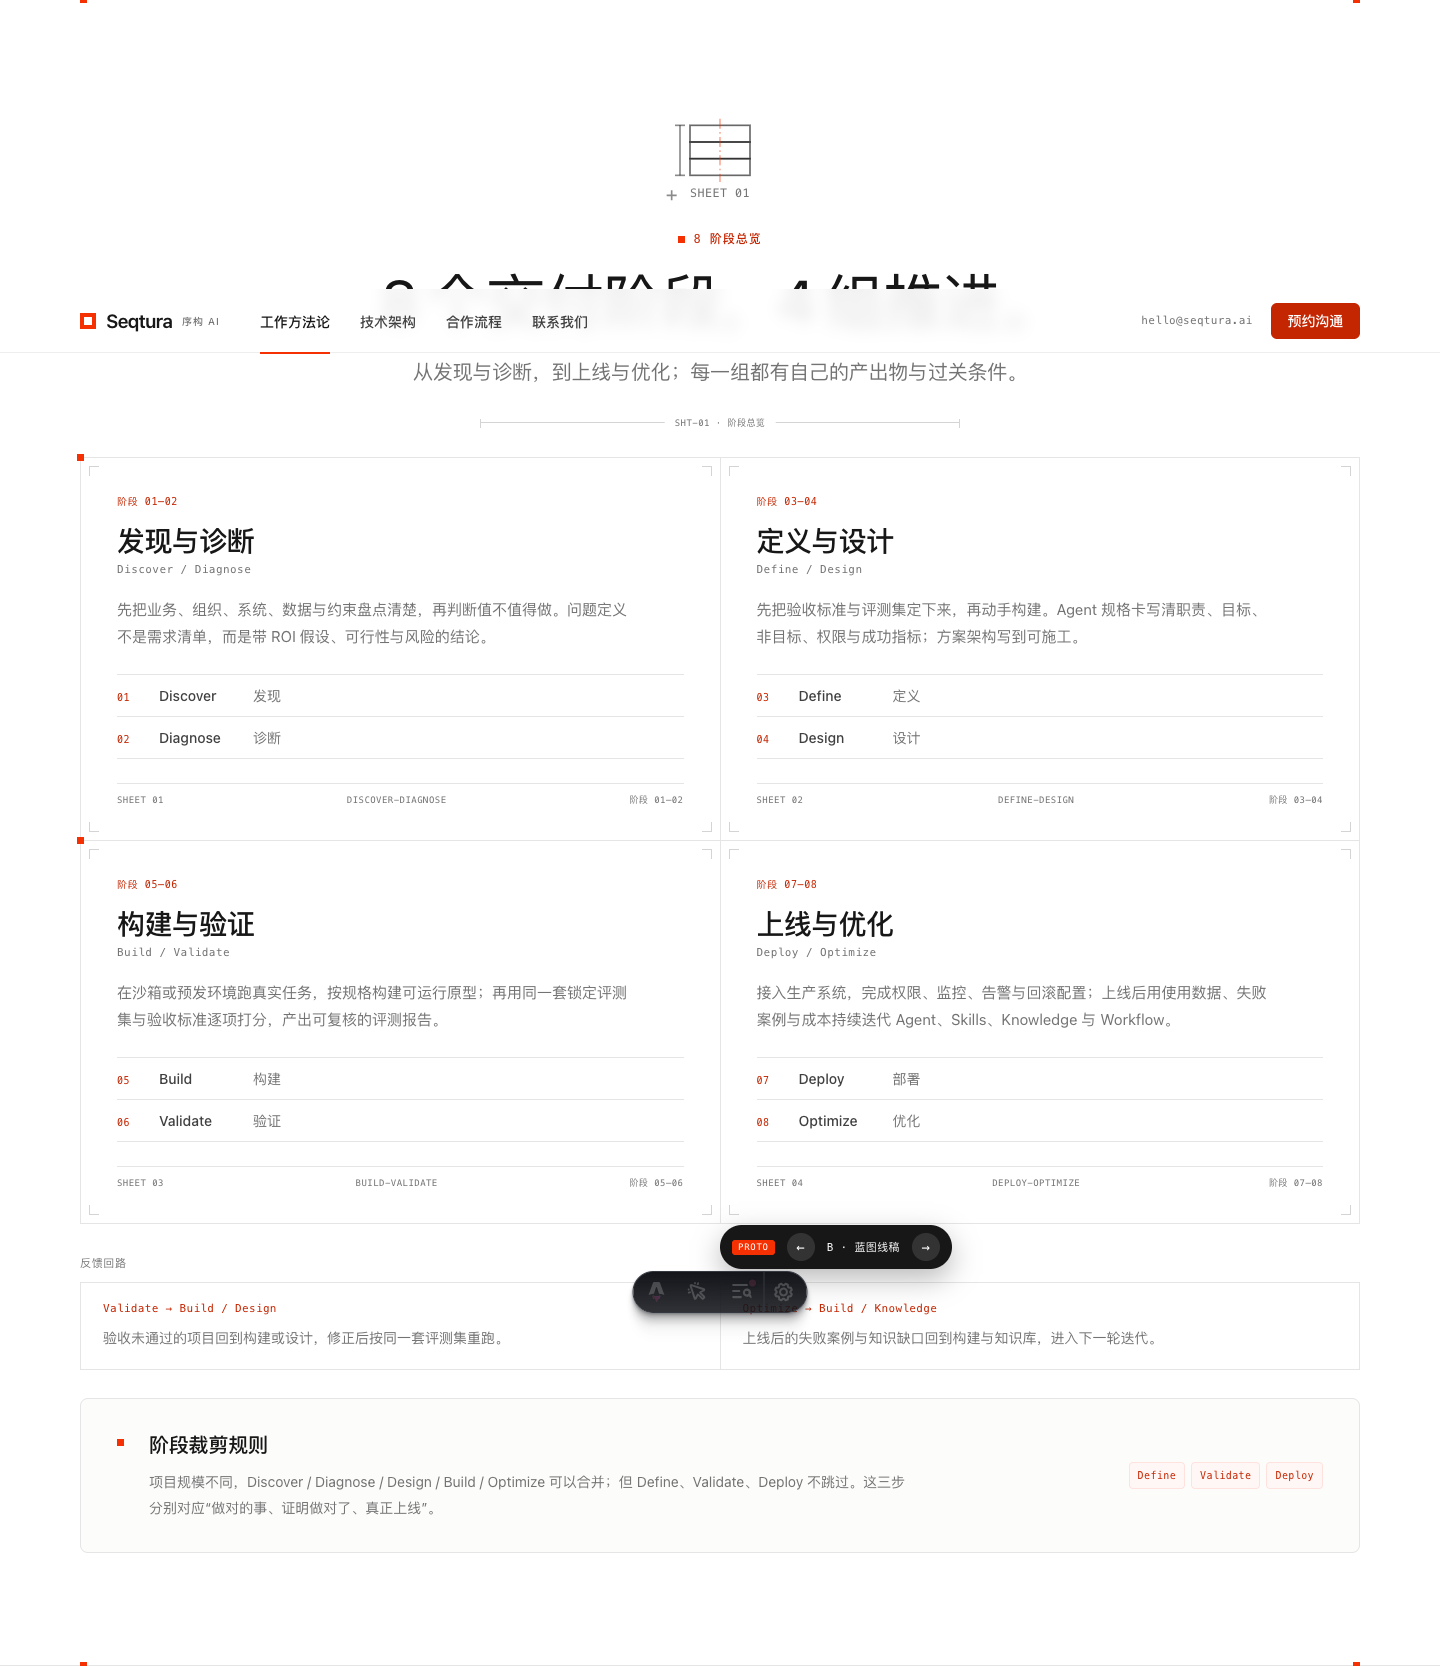 SHEET 01
8 阶段总览
8 个交付阶段，4 组推进。
Seqtura 序构 AI 工作方法论 技术架构 合作流程 联系我们 hello@seqtura.ai 预约沟通
从发现与诊断，到上线与优化；每一组都有自己的产出物与过关条件。
SHT-01 · 阶段总览
阶段 01—02
发现与诊断
Discover / Diagnose
先把业务、组织、系统、数据与约束盘点清楚，再判断值不值得做。问题定义
不是需求清单，而是带 ROI 假设、可行性与风险的结论。
01 Discover 发现
02 Diagnose 诊断
SHEET 01 DISCOVER—DIAGNOSE 阶段 01—02
阶段 03—04
定义与设计
Define / Design
先把验收标准与评测集定下来，再动手构建。Agent 规格卡写清职责、目标、
非目标、权限与成功指标；方案架构写到可施工。
03 Define 定义
04 Design 设计
SHEET 02 DEFINE—DESIGN 阶段 03—04
阶段 05—06
构建与验证
Build / Validate
在沙箱或预发环境跑真实任务，按规格构建可运行原型；再用同一套锁定评测
集与验收标准逐项打分，产出可复核的评测报告。
05 Build 构建
06 Validate 验证
SHEET 03 BUILD—VALIDATE 阶段 05—06
阶段 07—08
上线与优化
Deploy / Optimize
接入生产系统，完成权限、监控、告警与回滚配置；上线后用使用数据、失败
案例与成本持续迭代 Agent、Skills、Knowledge 与 Workflow。
07 Deploy 部署
08 Optimize 优化
SHEET 04 DEPLOY—OPTIMIZE 阶段 07—08
PROTO ← B · 蓝图线稿 →
反馈回路
Validate → Build / Design
验收未通过的项目回到构建或设计，修正后按同一套评测集重跑。
Optimize → Build / Knowledge
上线后的失败案例与知识缺口回到构建与知识库，进入下一轮迭代。
阶段裁剪规则
项目规模不同，Discover / Diagnose / Design / Build / Optimize 可以合并；但 Define、Validate、Deploy 不跳过。这三步
分别对应“做对的事、证明做对了、真正上线”。
Define Validate Deploy